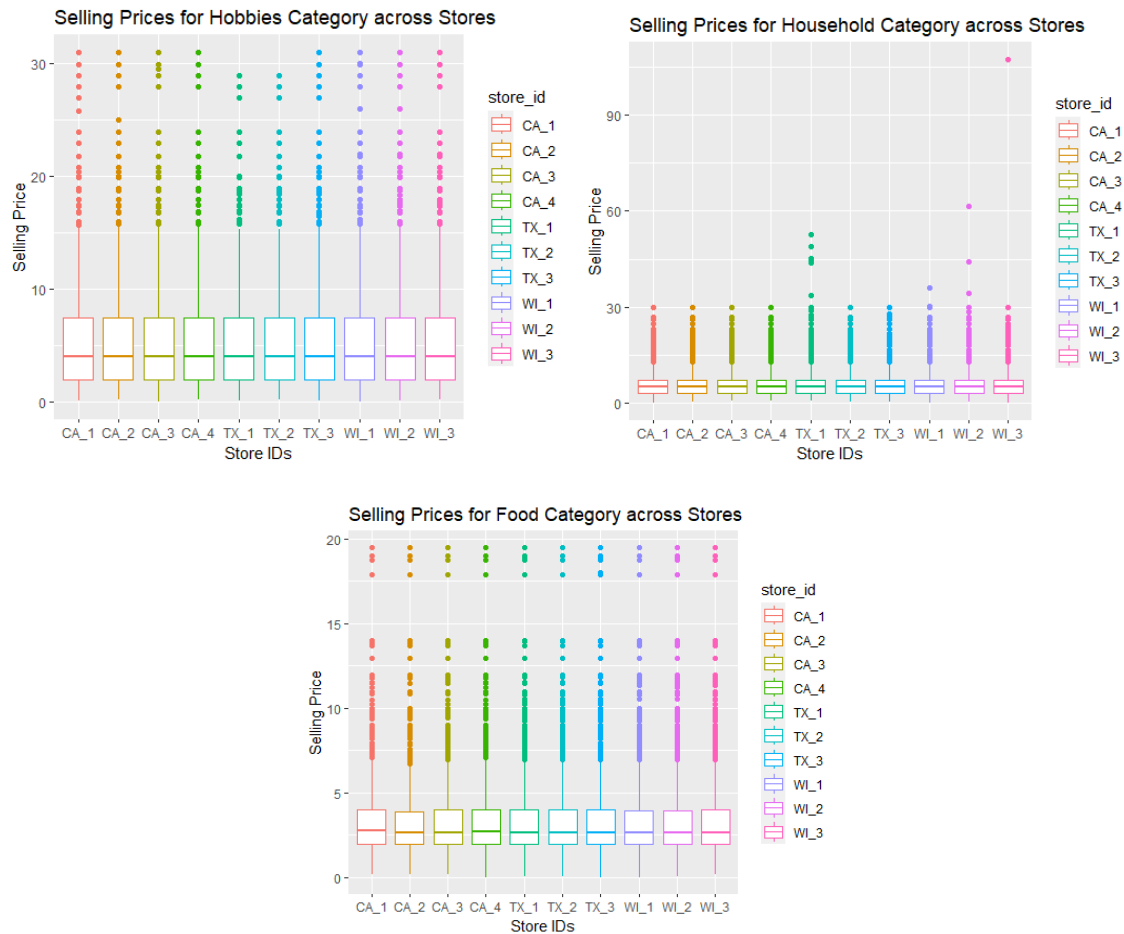 Selling Prices for Hobbies Category across Stores
30
20
10
0
Selling Price
CA_1 CA_2 CA_3 CA_4 TX_1 TX_2 TX_3 WI_1 WI_2 WI_3
Store IDs
store_id
CA_1
CA_2
CA_3
CA_4
TX_1
TX_2
TX_3
WI_1
WI_2
WI_3
Selling Prices for Household Category across Stores
90
60
30
0
Selling Price
CA_1 CA_2 CA_3 CA_4 TX_1 TX_2 TX_3 WI_1 WI_2 WI_3
Store IDs
store_id
CA_1
CA_2
CA_3
CA_4
TX_1
TX_2
TX_3
WI_1
WI_2
WI_3
Selling Prices for Food Category across Stores
20
15
10
5
0
Selling Price
CA_1 CA_2 CA_3 CA_4 TX_1 TX_2 TX_3 WI_1 WI_2 WI_3
Store IDs
store_id
CA_1
CA_2
CA_3
CA_4
TX_1
TX_2
TX_3
WI_1
WI_2
WI_3